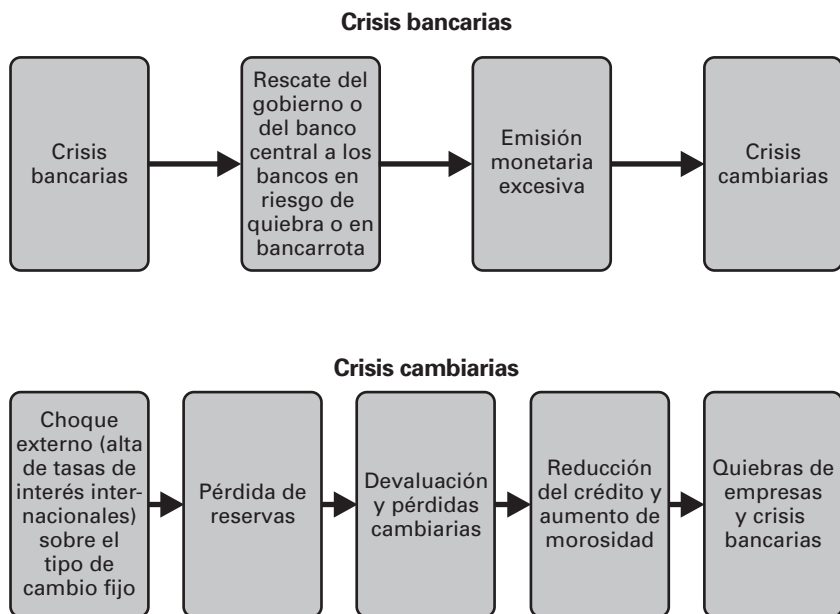 Crisis bancarias
Crisis
bancarias
Rescate del
gobierno o
del banco
central a los
bancos en
riesgo de
quiebra o en
bancarrota
Emisión
monetaria
excesiva
Crisis
cambiarias
Crisis cambiarias
Choque
externo (alta
de tasas de
interés inter-
nacionales)
sobre el
tipo de
cambio fijo
Pérdida de
reservas
Devaluación
y pérdidas
cambiarias
Reducción
del crédito y
aumento de
morosidad
Quiebras de
empresas
y crisis
bancarias